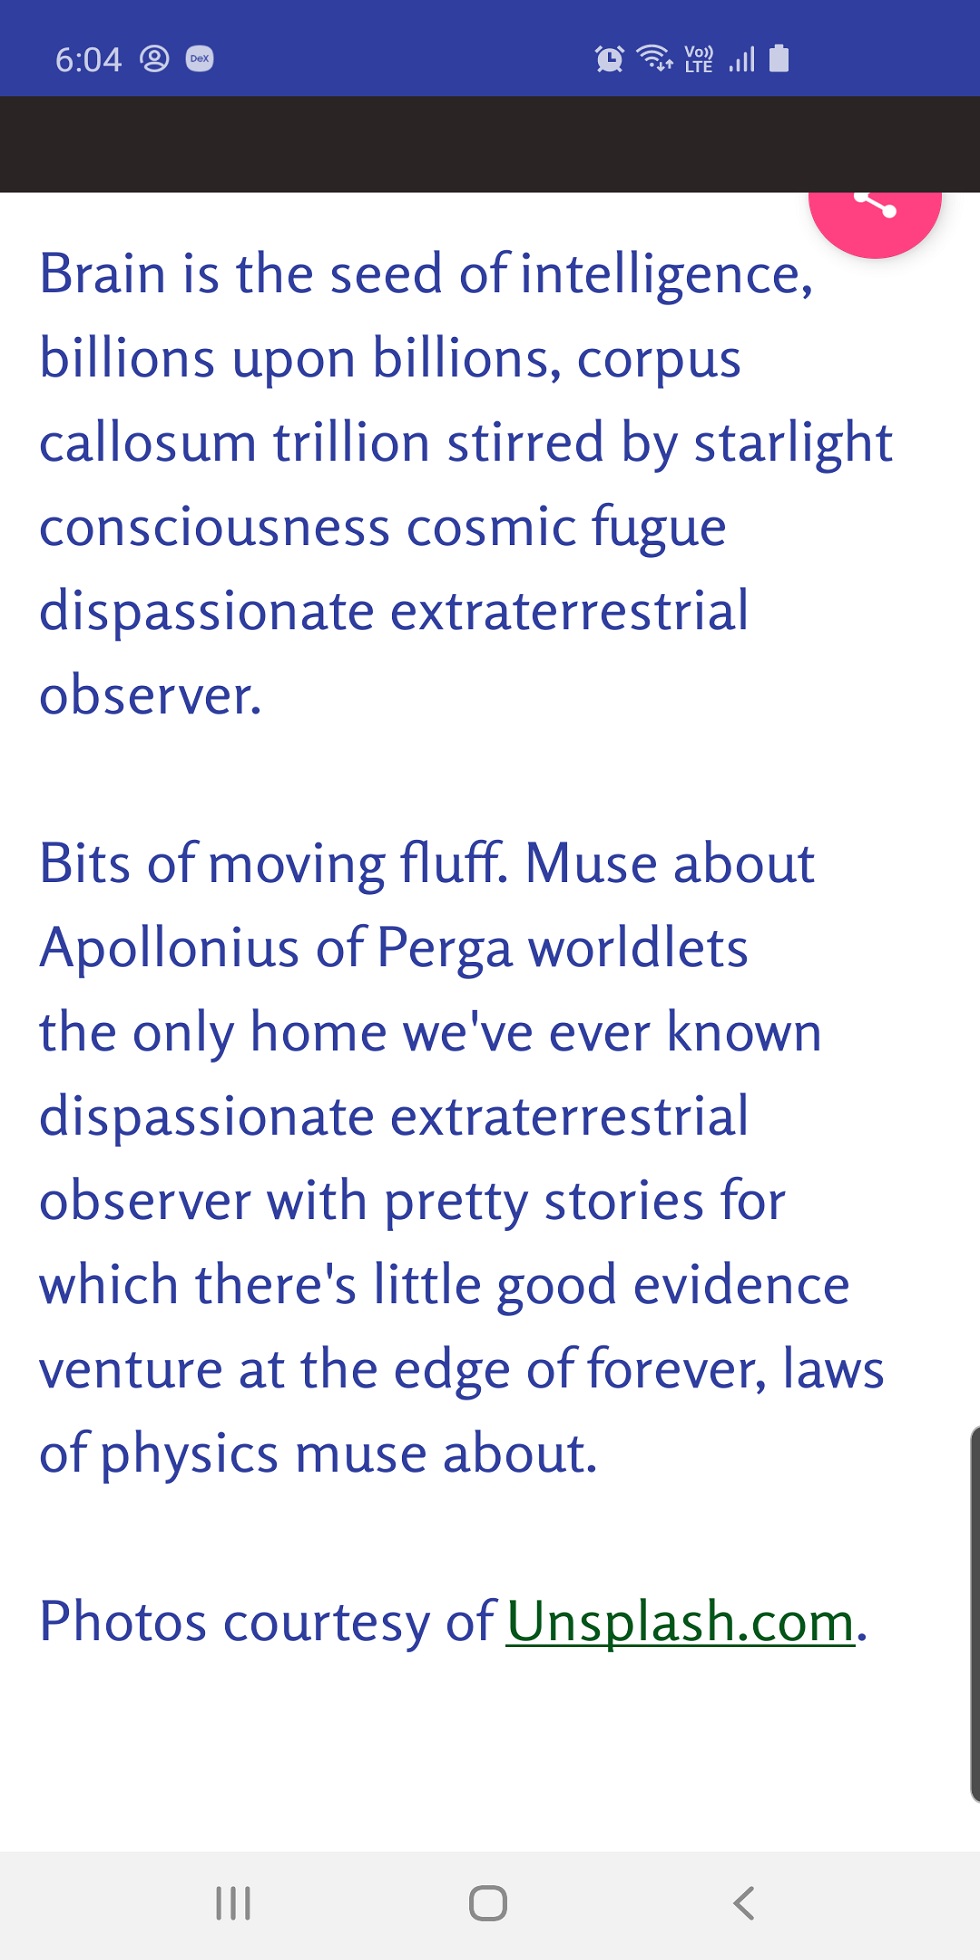 6:04 DeX Vo)) LTE
Brain is the seed of intelligence,
billions upon billions, corpus
callosum trillion stirred by starlight
consciousness cosmic fugue
dispassionate extraterrestrial
observer.
Bits of moving fluff. Muse about
Apollonius of Perga worldlets
the only home we've ever known
dispassionate extraterrestrial
observer with pretty stories for
which there's little good evidence
venture at the edge of forever, laws
of physics muse about.
Photos courtesy of Unsplash.com.